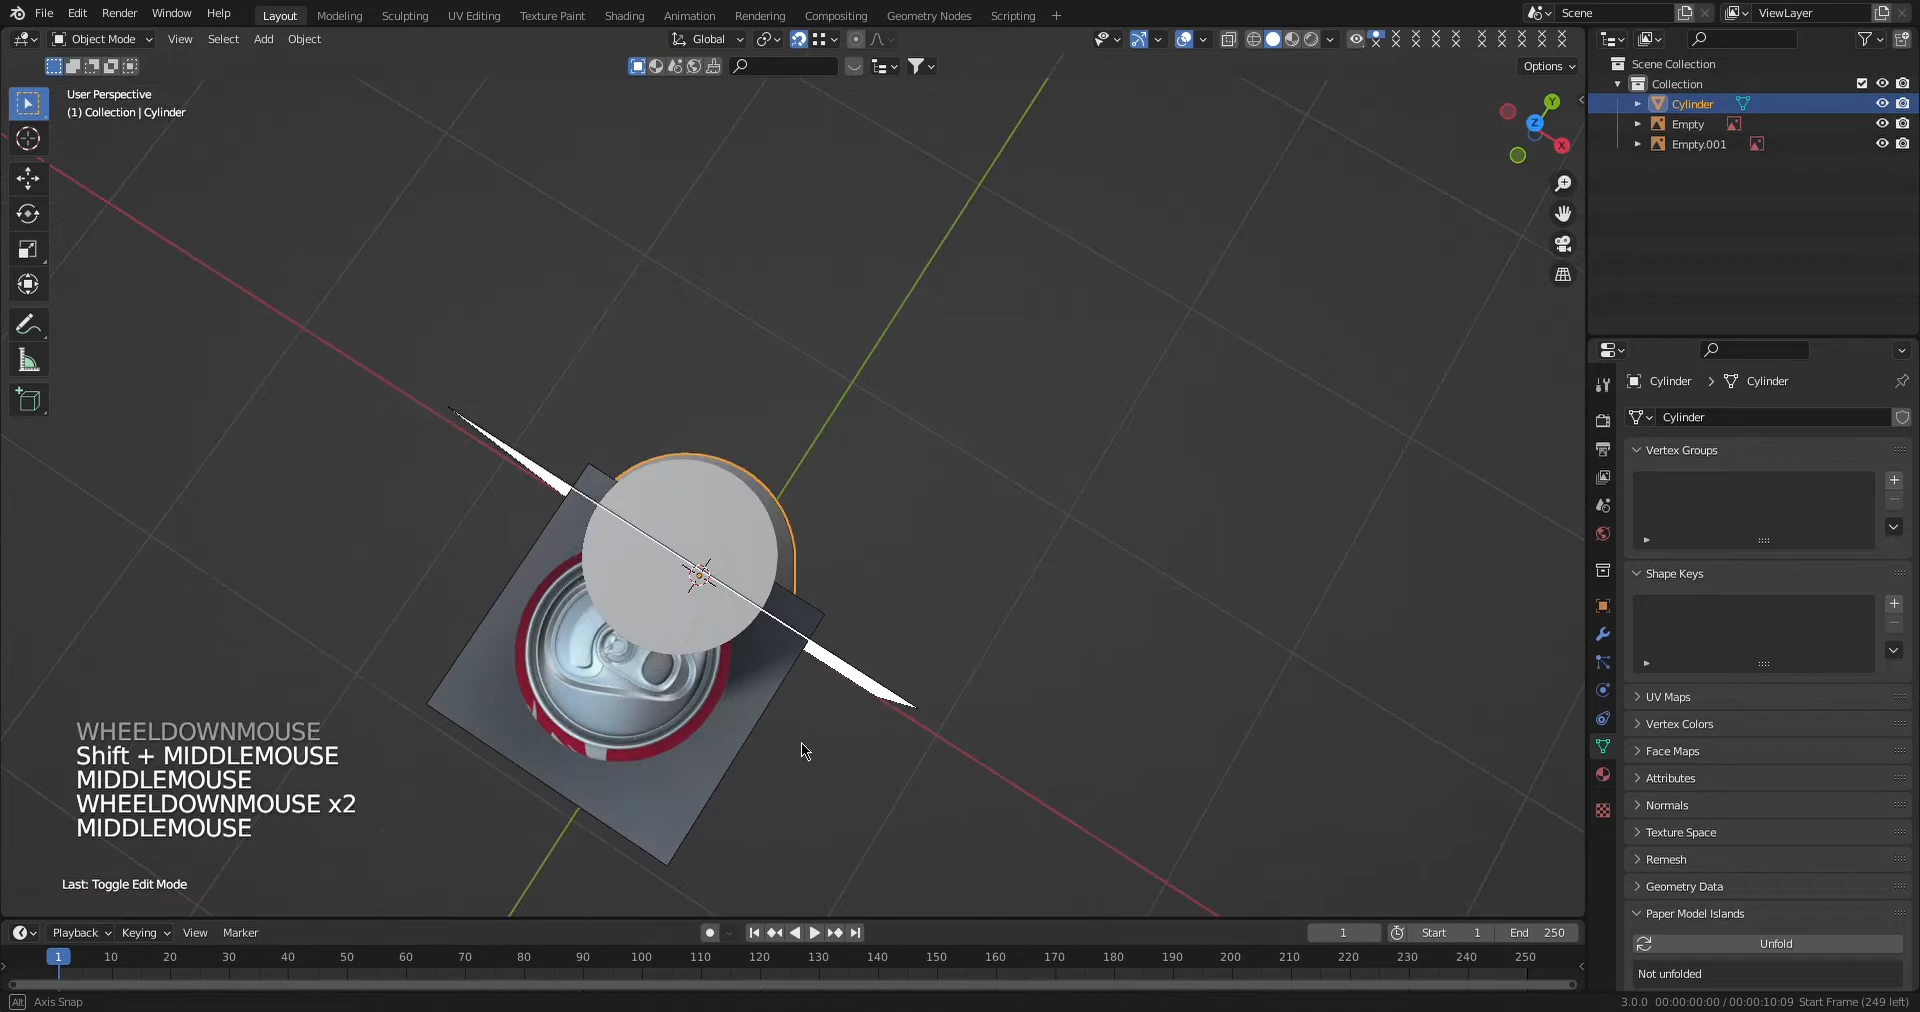 File Edit Render Window Help Layout Modeling Sculpting UV Editing Texture Paint Shading Animation Rendering Compositing Geometry Nodes Scripting + Scene ViewLayer
Object Mode View Select Add Object Global
Options
User Perspective
(1) Collection | Cylinder
Scene Collection
Collection
Cylinder
Empty
Empty.001
Y
Z
X
Cylinder > Cylinder
Cylinder
Vertex Groups
Shape Keys
UV Maps
Vertex Colors
Face Maps
Attributes
Normals
Texture Space
Remesh
Geometry Data
Paper Model Islands
Unfold
Not unfolded
WHEELDOWNMOUSE
Shift + MIDDLEMOUSE
MIDDLEMOUSE
WHEELDOWNMOUSE x2
MIDDLEMOUSE
Last: Toggle Edit Mode
Playback Keying View Marker 1 Start 1 End 250
1 10 20 30 40 50 60 70 80 90 100 110 120 130 140 150 160 170 180 190 200 210 220 230 240 250
Alt Axis Snap
3.0.0 00:00:00:00 / 00:00:10:09 Start Frame (249 left)